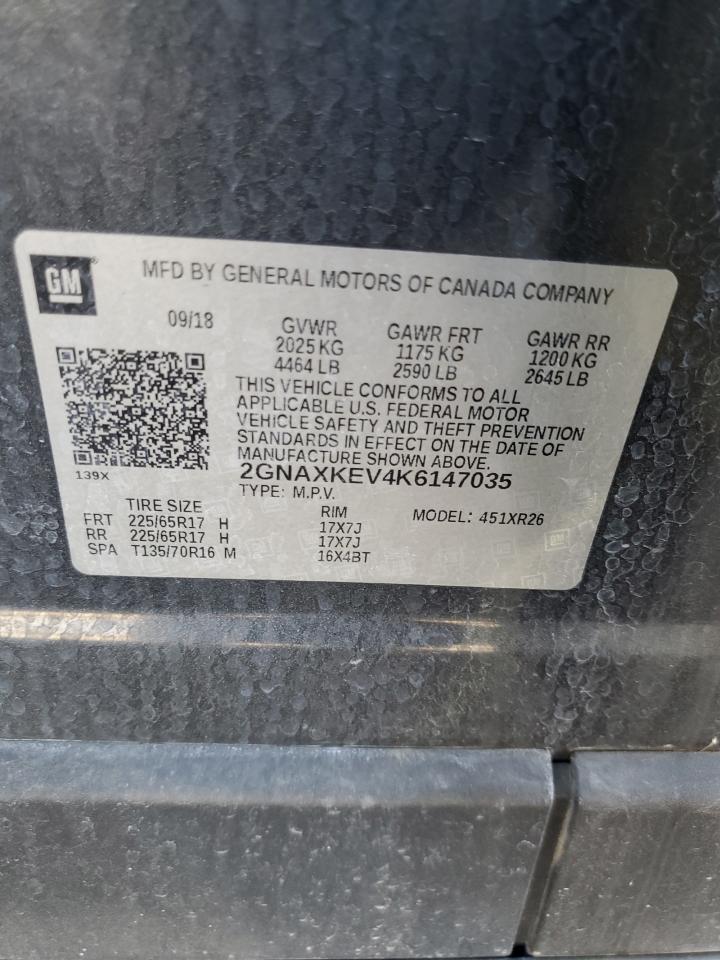 GM
MFD BY GENERAL MOTORS OF CANADA COMPANY
09/18 GVWR GAWR FRT GAWR RR
2025 KG 1175 KG 1200 KG
4464 LB 2590 LB 2645 LB
THIS VEHICLE CONFORMS TO ALL
APPLICABLE U.S. FEDERAL MOTOR
VEHICLE SAFETY AND THEFT PREVENTION
STANDARDS IN EFFECT ON THE DATE OF
MANUFACTURE SHOWN ABOVE.
139X 2GNAXKEV4K6147035
TYPE: M.P.V.
TIRE SIZE RIM MODEL: 451XR26
FRT 225/65R17 H 17X7J
RR 225/65R17 H 17X7J
SPA T135/70R16 M 16X4BT